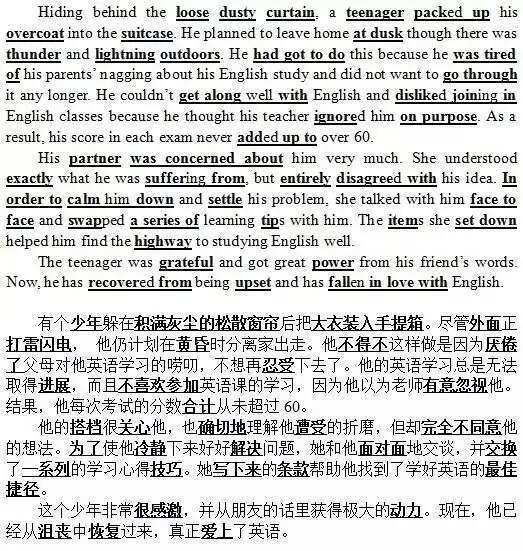 Hiding behind the loose dusty curtain, a teenager packed up his
overcoat into the suitcase. He planned to leave home at dusk though there was
thunder and lightning outdoors. He had got to do this because he was tired
of his parents' nagging about his English study and did not want to go through
it any longer. He couldn't get along well with English and disliked joining in
English classes because he thought his teacher ignored him on purpose. As a
result, his score in each exam never added up to over 60.
His partner was concerned about him very much. She understood
exactly what he was suffering from, but entirely disagreed with his idea. In
order to calm him down and settle his problem, she talked with him face to
face and swapped a series of learning tips with him. The items she set down
helped him find the highway to studying English well.
The teenager was grateful and got great power from his friend's words.
Now, he has recovered from being upset and has fallen in love with English.
有个少年躲在积满灰尘的松散窗帘后把大衣装入手提箱。尽管外面正
打雷闪电， 他仍计划在黄昏时分离家出走。他不得不这样做是因为厌倦
了父母对他英语学习的唠叨，不想再忍受下去了。他的英语学习总是无法
取得进展，而且不喜欢参加英语课的学习，因为他以为老师有意忽视他。
结果，他每次考试的分数合计从未超过 60。
他的搭档很关心他，也确切地理解他遭受的折磨，但却完全不同意他
的想法。为了使他冷静下来好好解决问题，她和他面对面地交谈，并交换
了一系列的学习心得技巧。她写下来的条款帮助他找到了学好英语的最佳
捷径。
这个少年非常很感激，并从朋友的话里获得极大的动力。现在，他已
经从沮丧中恢复过来，真正爱上了英语。